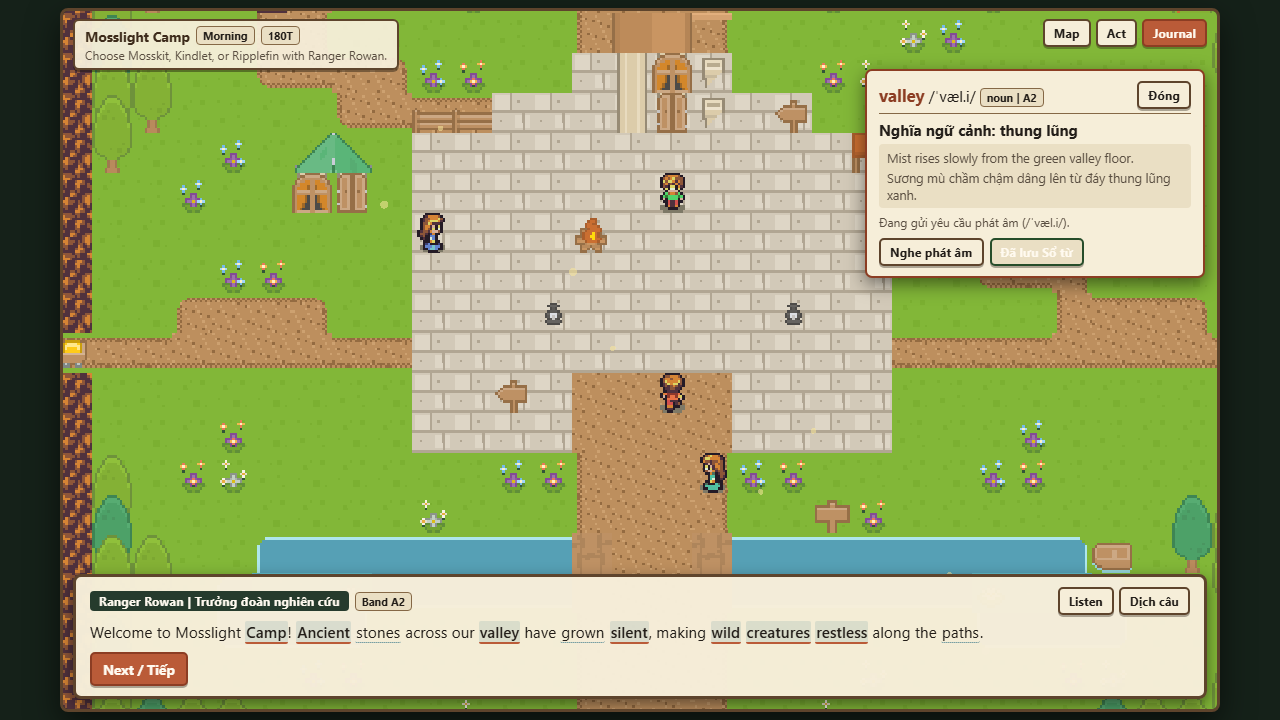 Mosslight Camp Morning 180T
Choose Mosskit, Kindlet, or Ripplefin with Ranger Rowan.
Map Act Journal
valley /ˈvæl.i/ noun | A2 Đóng
Nghĩa ngữ cảnh: thung lũng
Mist rises slowly from the green valley floor.
Sương mù chầm chậm dâng lên từ đáy thung lũng
xanh.
Đang gửi yêu cầu phát âm (/ˈvæl.i/).
Nghe phát âm Đã lưu Sổ từ
Ranger Rowan | Trưởng đoàn nghiên cứu Band A2
Listen Dịch câu
Welcome to Mosslight Camp! Ancient stones across our valley have grown silent, making wild creatures restless along the paths.
Next / Tiếp